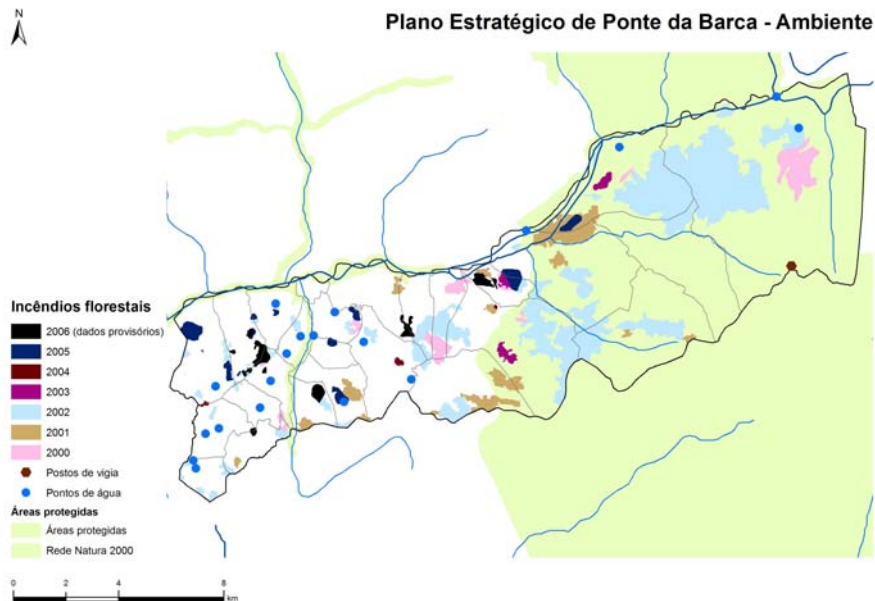 N
Plano Estratégico de Ponte da Barca - Ambiente
Incêndios florestais
2006 (dados provisórios)
2005
2004
2003
2002
2001
2000
Postos de vigia
Pontos de água
Áreas protegidas
Áreas protegidas
Rede Natura 2000
0 2 4 8
km